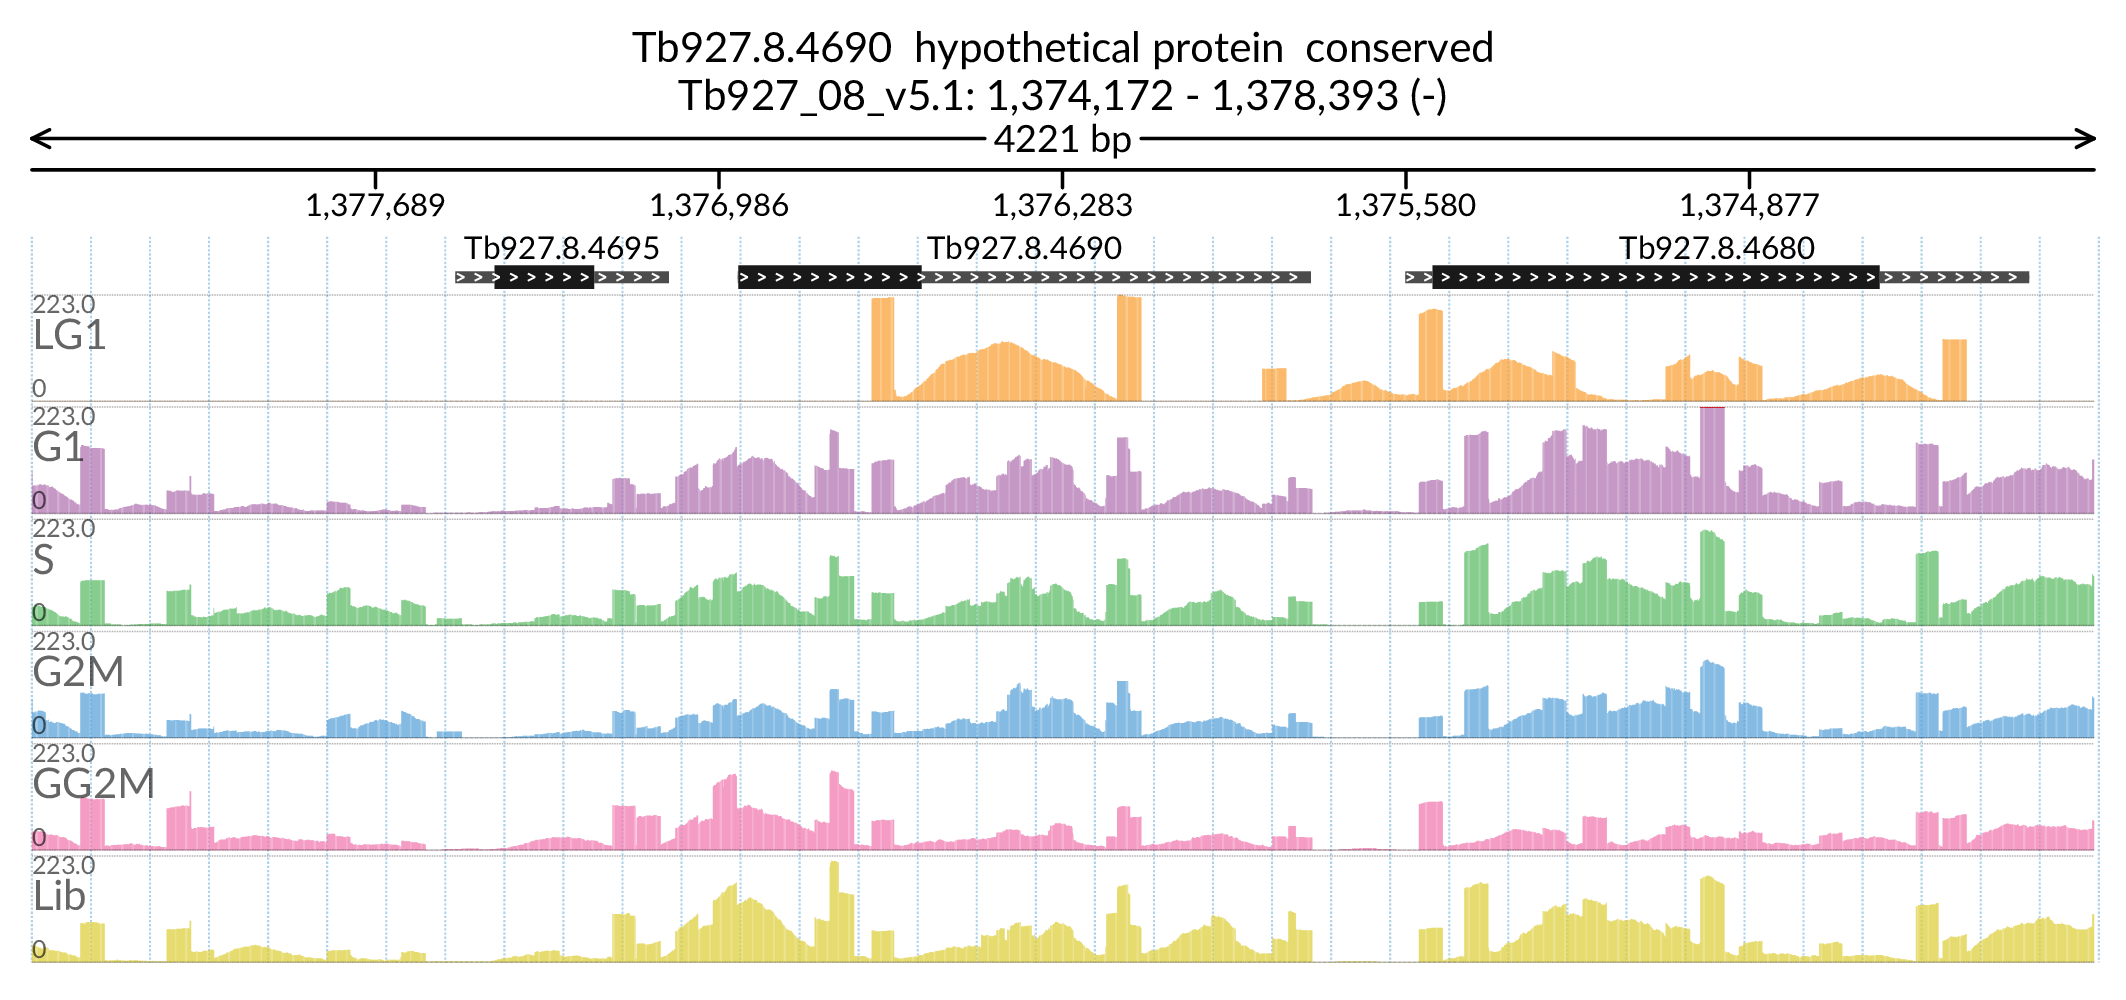 Tb927.8.4690 hypothetical protein conserved
Tb927_08_v5.1: 1,374,172 - 1,378,393 (-)
4221 bp
1,377,689 1,376,986 1,376,283 1,375,580 1,374,877
Tb927.8.4695 Tb927.8.4690 Tb927.8.4680
223.0
LG1
0
223.0
G1
0
223.0
S
0
223.0
G2M
0
223.0
GG2M
0
223.0
Lib
0